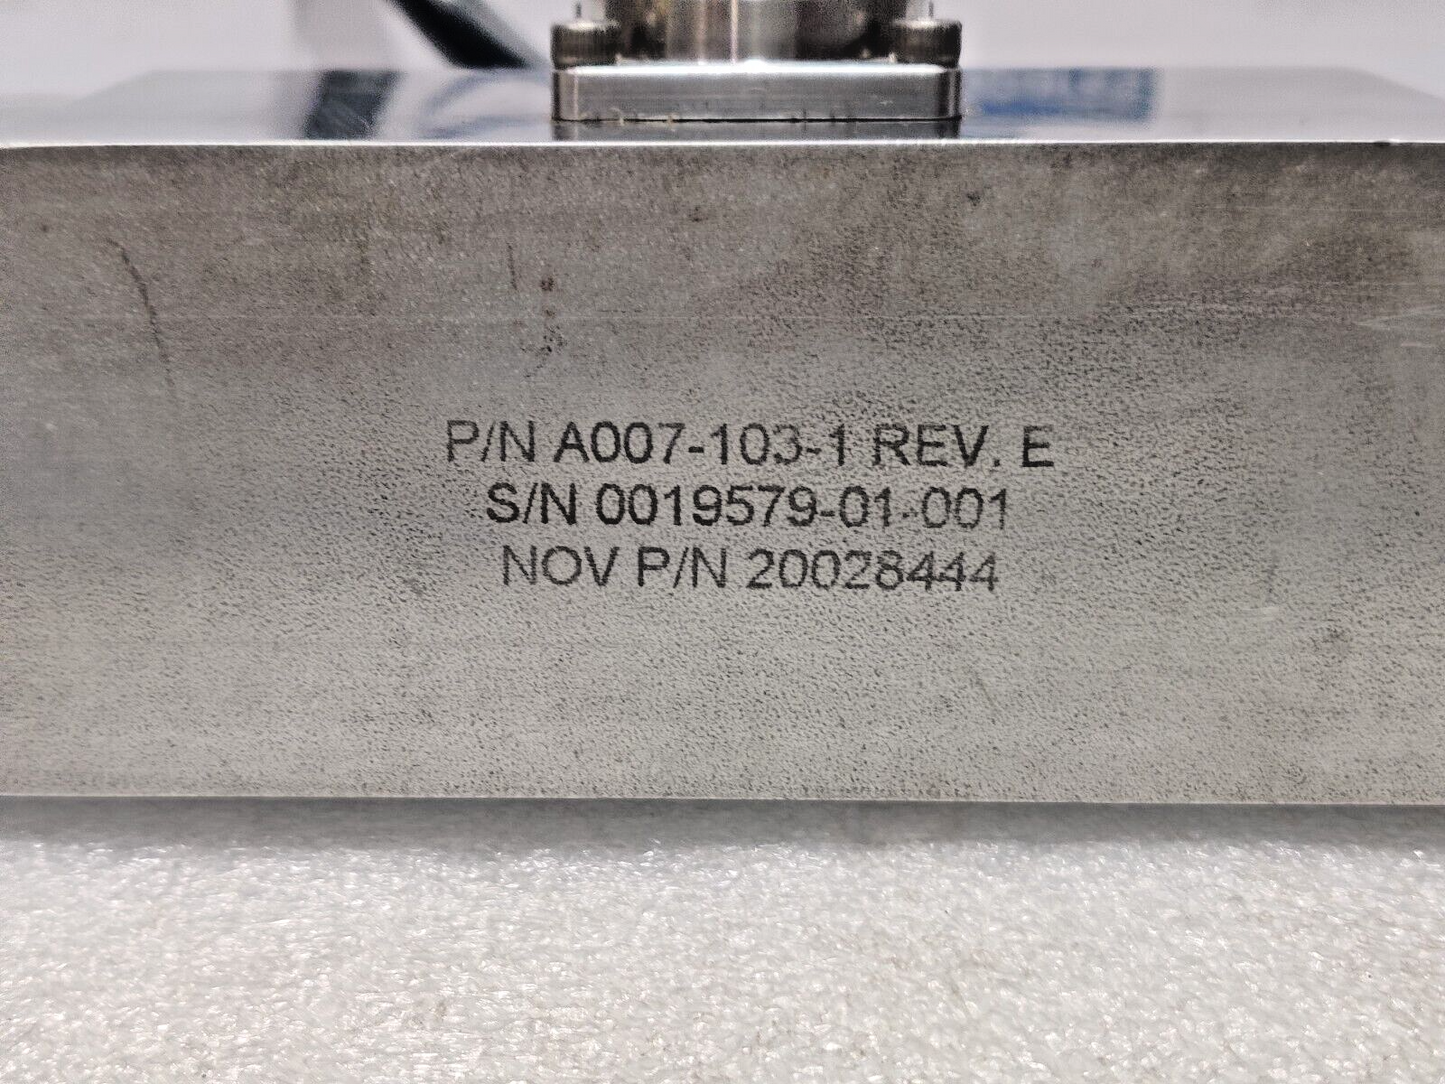 P/N A007-103-1 REV. E
S/N 0019579-01-001
NOV P/N 20028444